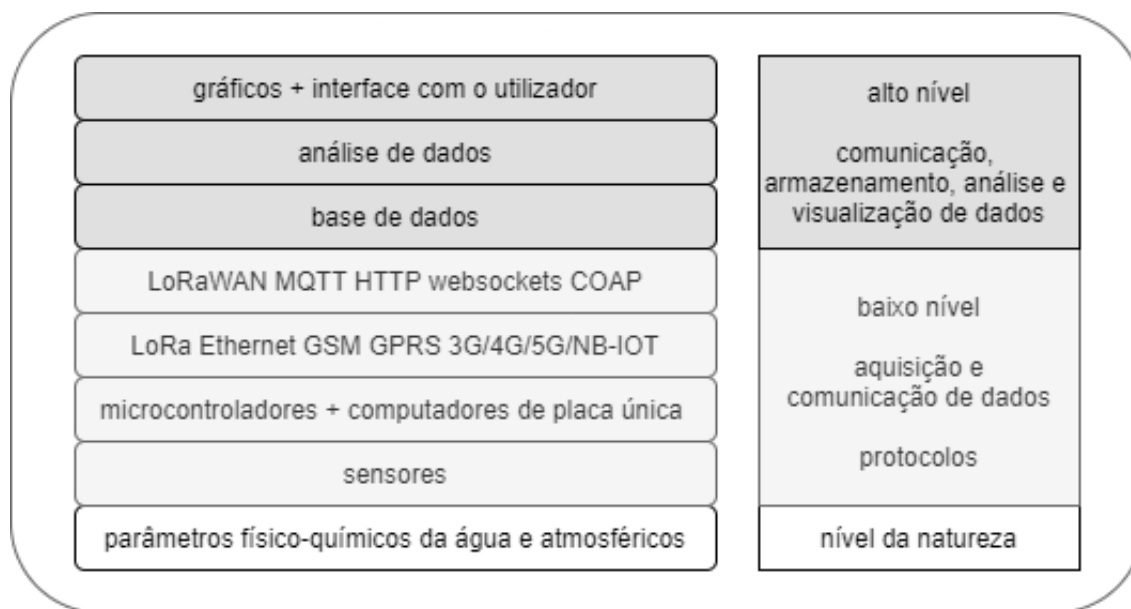 gráficos + interface com o utilizador
análise de dados
base de dados
LoRaWAN MQTT HTTP websockets COAP
LoRa Ethernet GSM GPRS 3G/4G/5G/NB-IOT
microcontroladores + computadores de placa única
sensores
parâmetros físico-químicos da água e atmosféricos
alto nível
comunicação,
armazenamento, análise e
visualização de dados
baixo nível
aquisição e
comunicação de dados
protocolos
nível da natureza